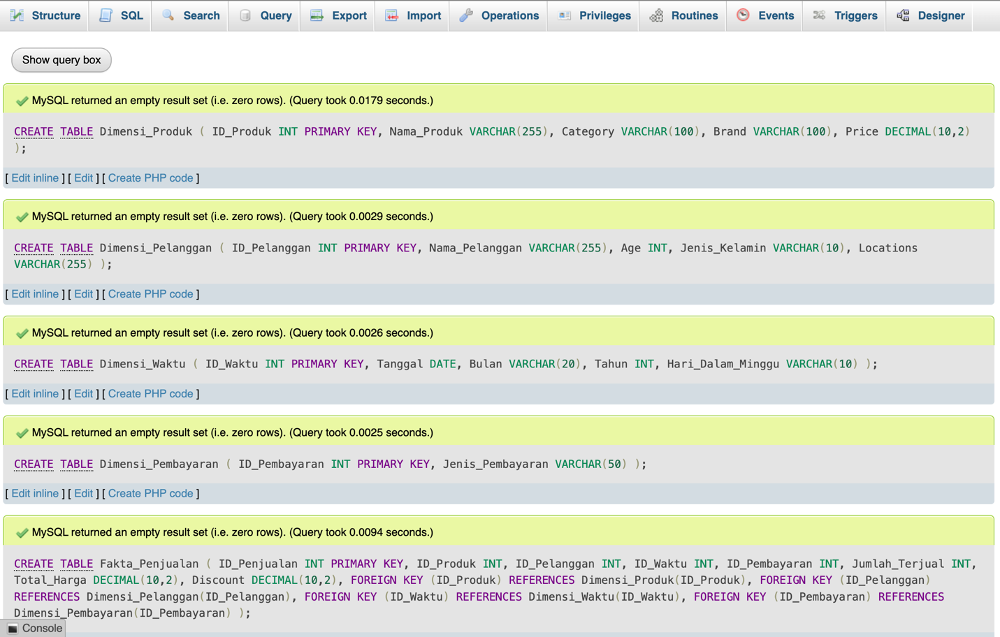 Structure SQL Search Query Export Import Operations Privileges Routines Events Triggers Designer
Show query box
MySQL returned an empty result set (i.e. zero rows). (Query took 0.0179 seconds.)
CREATE TABLE Dimensi_Produk ( ID_Produk INT PRIMARY KEY, Nama_Produk VARCHAR(255), Category VARCHAR(100), Brand VARCHAR(100), Price DECIMAL(10,2)
);
[ Edit inline ] [ Edit ] [ Create PHP code ]
MySQL returned an empty result set (i.e. zero rows). (Query took 0.0029 seconds.)
CREATE TABLE Dimensi_Pelanggan ( ID_Pelanggan INT PRIMARY KEY, Nama_Pelanggan VARCHAR(255), Age INT, Jenis_Kelamin VARCHAR(10), Locations
VARCHAR(255) );
[ Edit inline ] [ Edit ] [ Create PHP code ]
MySQL returned an empty result set (i.e. zero rows). (Query took 0.0026 seconds.)
CREATE TABLE Dimensi_Waktu ( ID_Waktu INT PRIMARY KEY, Tanggal DATE, Bulan VARCHAR(20), Tahun INT, Hari_Dalam_Minggu VARCHAR(10) );
[ Edit inline ] [ Edit ] [ Create PHP code ]
MySQL returned an empty result set (i.e. zero rows). (Query took 0.0025 seconds.)
CREATE TABLE Dimensi_Pembayaran ( ID_Pembayaran INT PRIMARY KEY, Jenis_Pembayaran VARCHAR(50) );
[ Edit inline ] [ Edit ] [ Create PHP code ]
MySQL returned an empty result set (i.e. zero rows). (Query took 0.0094 seconds.)
CREATE TABLE Fakta_Penjualan ( ID_Penjualan INT PRIMARY KEY, ID_Produk INT, ID_Pelanggan INT, ID_Waktu INT, ID_Pembayaran INT, Jumlah_Terjual INT,
Total_Harga DECIMAL(10,2), Discount DECIMAL(10,2), FOREIGN KEY (ID_Produk) REFERENCES Dimensi_Produk(ID_Produk), FOREIGN KEY (ID_Pelanggan)
REFERENCES Dimensi_Pelanggan(ID_Pelanggan), FOREIGN KEY (ID_Waktu) REFERENCES Dimensi_Waktu(ID_Waktu), FOREIGN KEY (ID_Pembayaran) REFERENCES
Dimensi_Pembayaran(ID_Pembayaran) );
Console